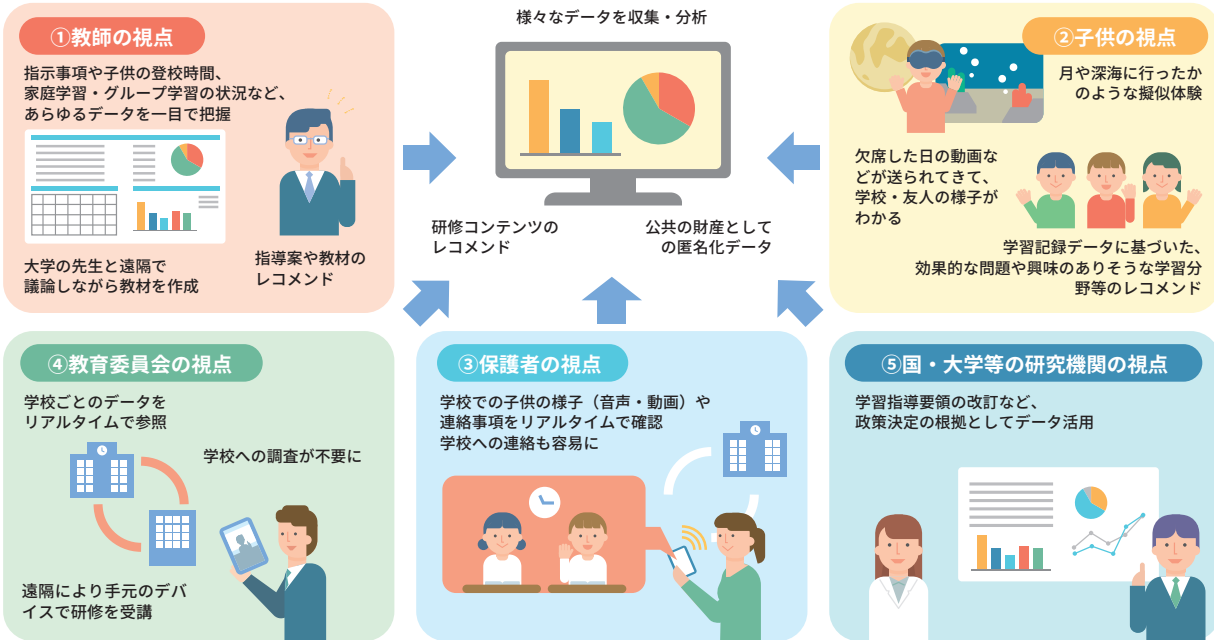 ①教師の視点
指示事項や子供の登校時間、
家庭学習・グループ学習の状況など、
あらゆるデータを一目で把握
大学の先生と遠隔で
議論しながら教材を作成
指導案や教材の
レコメンド
様々なデータを収集・分析
研修コンテンツの
レコメンド
公共の財産として
の匿名化データ
②子供の視点
月や深海に行ったか
のような擬似体験
欠席した日の動画な
どが送られてきて、
学校・友人の様子が
わかる
学習記録データに基づいた、
効果的な問題や興味のありそうな学習分
野等のレコメンド
④教育委員会の視点
学校ごとのデータを
リアルタイムで参照
学校への調査が不要に
遠隔により手元のデバ
イスで研修を受講
③保護者の視点
学校での子供の様子（音声・動画）や
連絡事項をリアルタイムで確認
学校への連絡も容易に
⑤国・大学等の研究機関の視点
学習指導要領の改訂など、
政策決定の根拠としてデータ活用